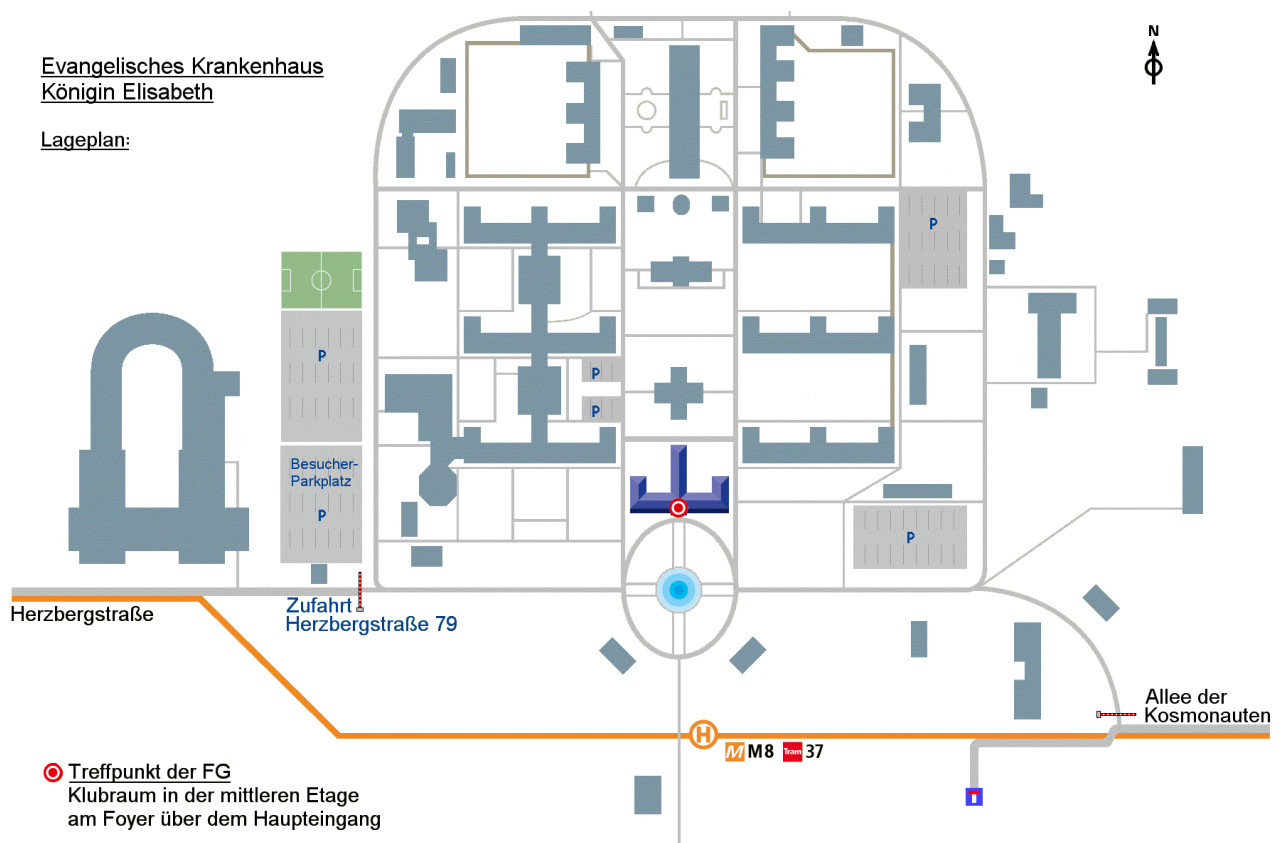 Evangelisches Krankenhaus
Königin Elisabeth
Lageplan:
N
P
P
P
P
Besucher-
Parkplatz
P
P
Herzbergstraße
Zufahrt
Herzbergstraße 79
Allee der
Kosmonauten
H
M M8 Tram 37
Treffpunkt der FG
Klubraum in der mittleren Etage
am Foyer über dem Haupteingang